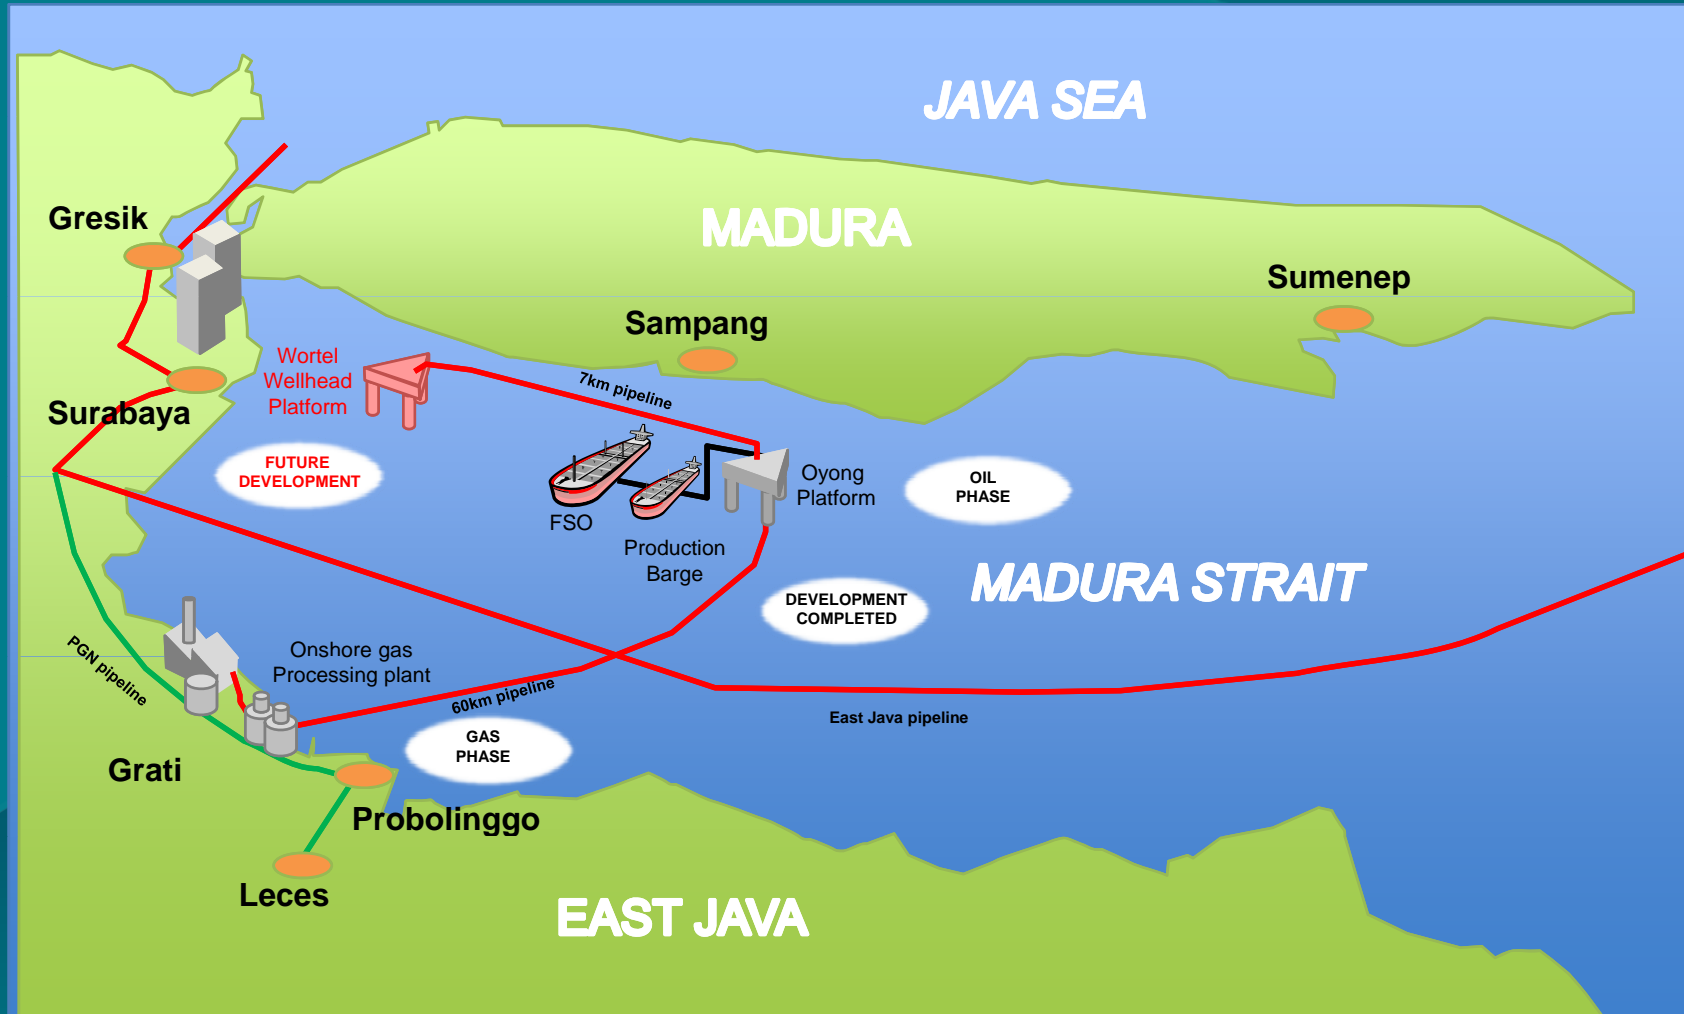 JAVA SEA
Gresik
MADURA
Sumenep
Sampang
Wortel
Wellhead
Platform
7km pipeline
Surabaya
FUTURE
DEVELOPMENT
Oyong
Platform
OIL
PHASE
FSO
Production
Barge
MADURA STRAIT
DEVELOPMENT
COMPLETED
PGN pipeline
Onshore gas
Processing plant
60km pipeline
East Java pipeline
GAS
PHASE
Grati
Probolinggo
Leces
EAST JAVA